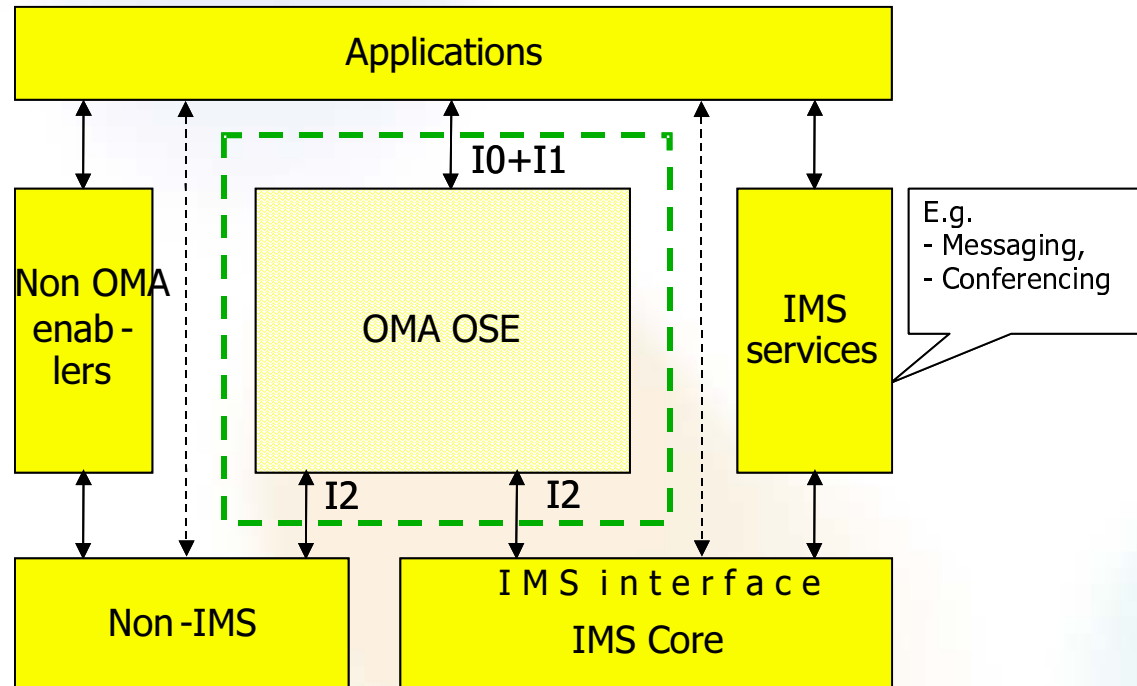 Applications
I0+I1
Non OMA
enab -
lers
OMA OSE
IMS
services
E.g.
- Messaging,
- Conferencing
I2
I2
Non -IMS
IMS interface
IMS Core